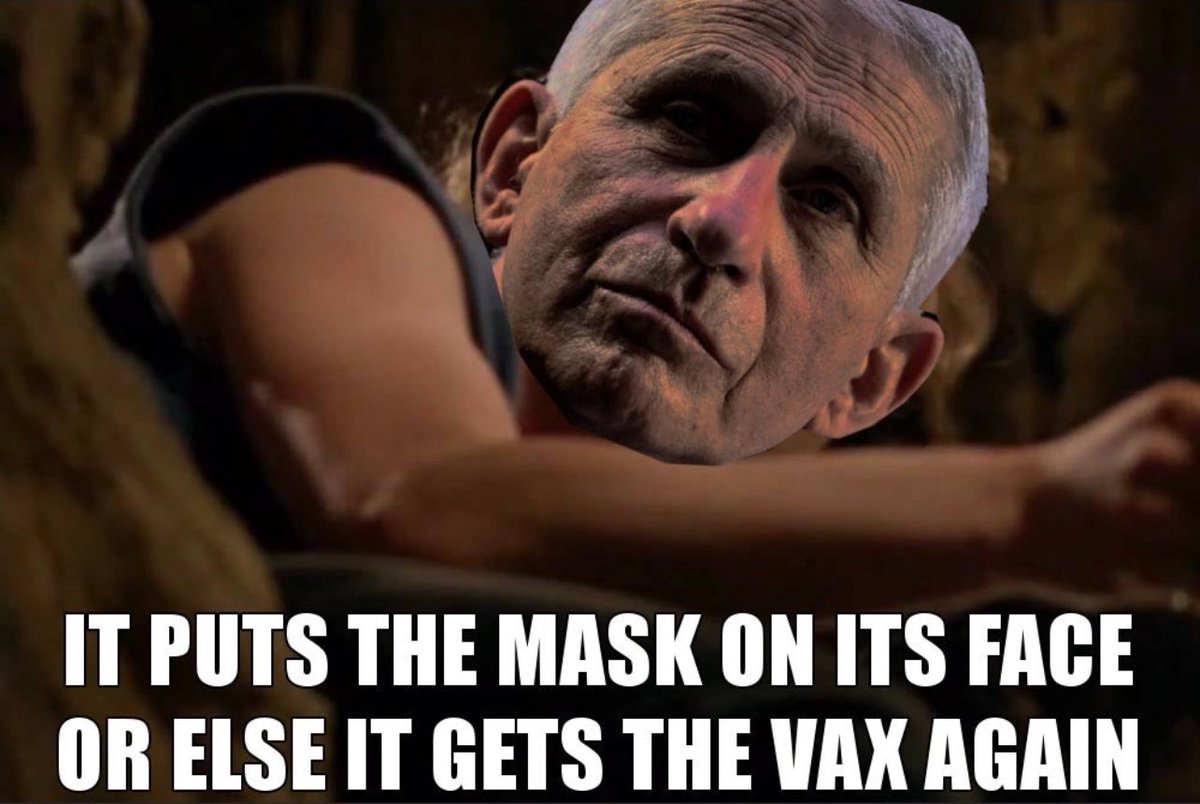 IT PUTS THE MASK ON ITS FACE
OR ELSE IT GETS THE VAX AGAIN